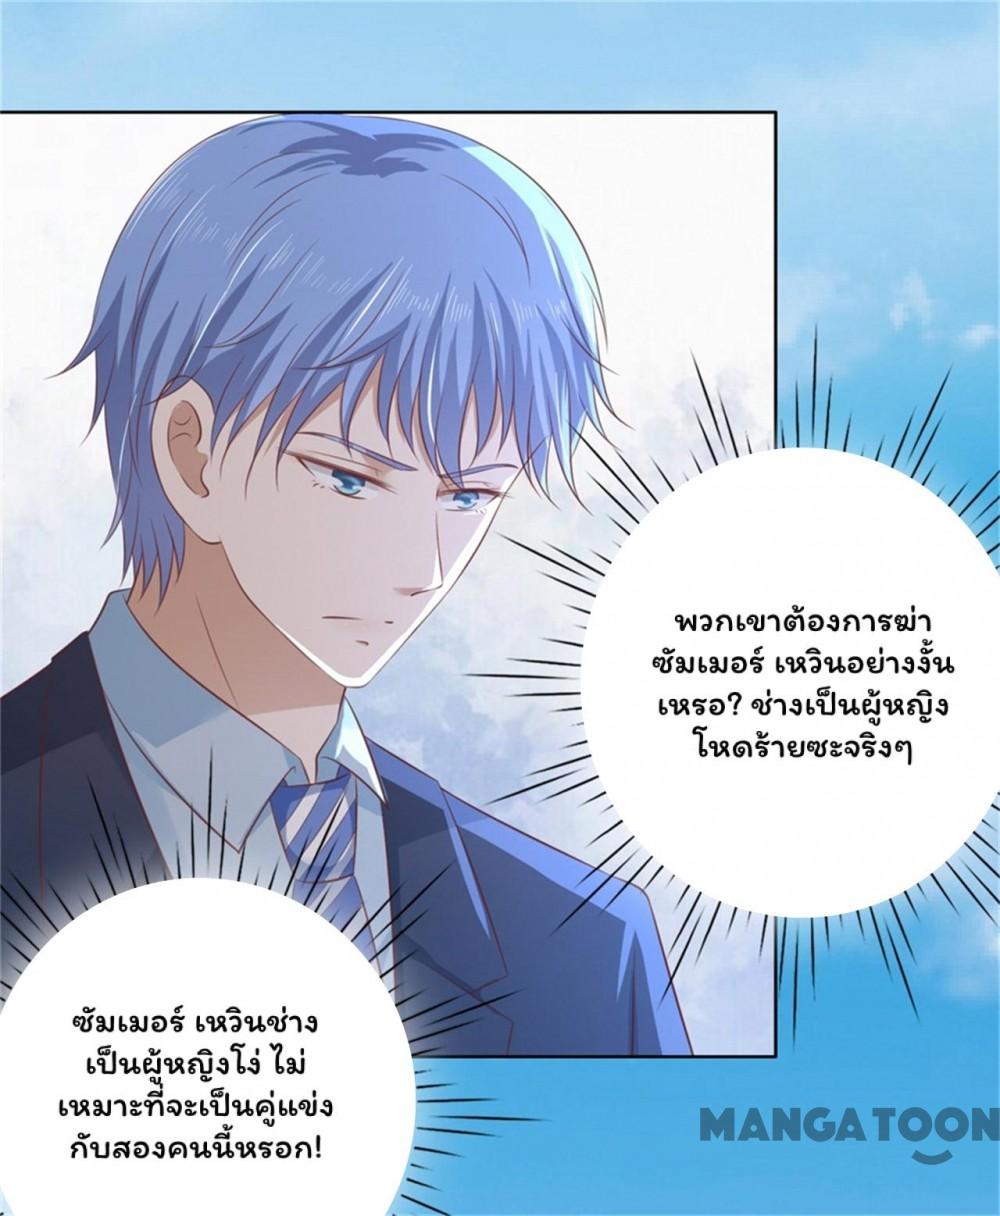 พวกเขาต้องการฆ่า
ซัมเมอร์ เหวินอย่างงั้น
เหรอ? ช่างเป็นผู้หญิง
โหดร้ายซะจริงๆ
ซัมเมอร์ เหวินช่าง
เป็นผู้หญิงโง่ ไม่
เหมาะที่จะเป็นคู่แข่ง
กับสองคนนี้หรอก!
MANGATOON